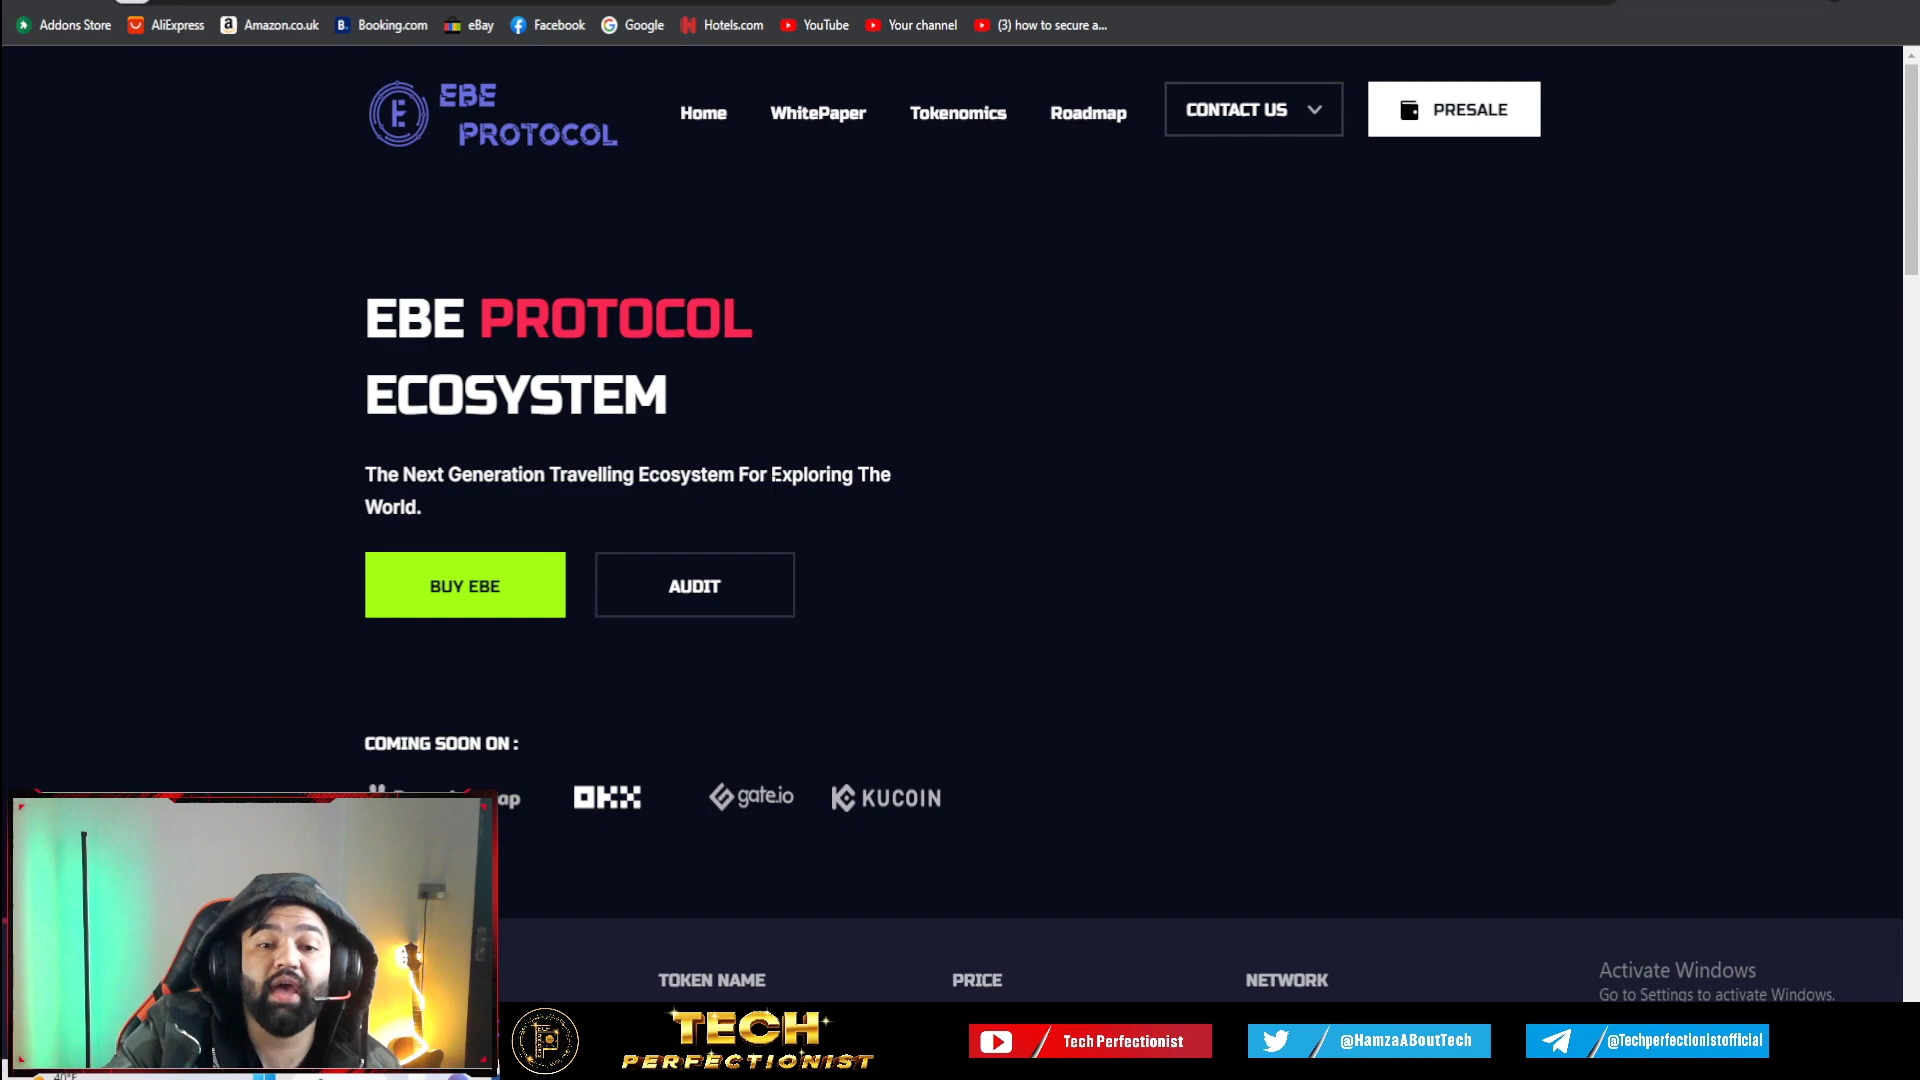 Addons Store AliExpress Amazon.co.uk Booking.com eBay Facebook Google Hotels.com YouTube Your channel (3) how to secure a...
EBE
PROTOCOL
Home WhitePaper Tokenomics Roadmap CONTACT US PRESALE
EBE PROTOCOL
ECOSYSTEM
The Next Generation Travelling Ecosystem For Exploring The
World.
BUY EBE AUDIT
COMING SOON ON :
OKX gate.io KUCOIN
TOKEN NAME PRICE NETWORK
Activate Windows
Go to Settings to activate Windows.
TECH
PERFECTIONIST
Tech Perfectionist @HamzaABoutTech @Techperfectionistofficial
40°F